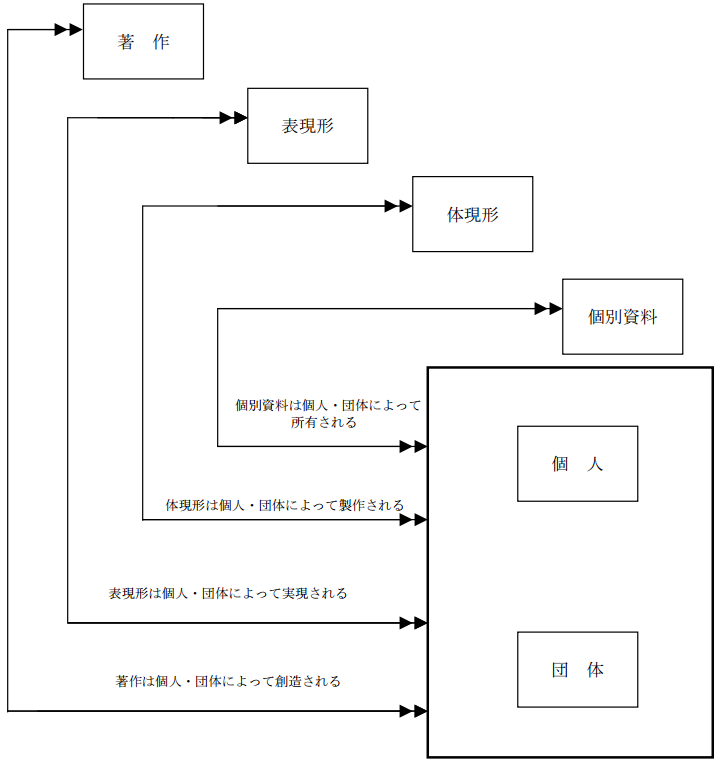 著　作
表現形
体現形
個別資料
個別資料は個人・団体によって
所有される
個　人
体現形は個人・団体によって製作される
表現形は個人・団体によって実現される
団　体
著作は個人・団体によって創造される